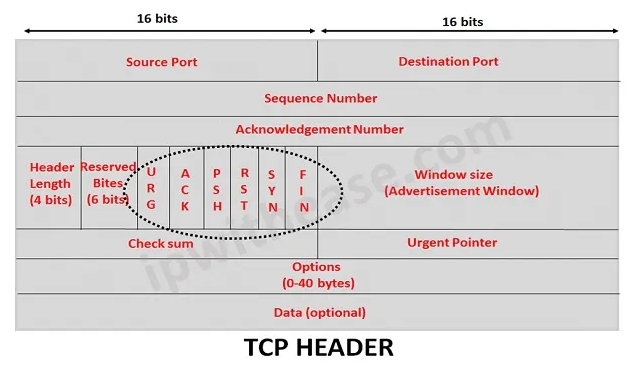 16 bits
16 bits
Source Port
Destination Port
Sequence Number
Acknowledgement Number
Header
Length
(4 bits)
Reserved
Bites
(6 bits)
URG
ACK
PSH
RST
SYN
FIN
Window size
(Advertisement Window)
Check sum
Urgent Pointer
Options
(0-40 bytes)
Data (optional)
ipwithease.com
TCP HEADER